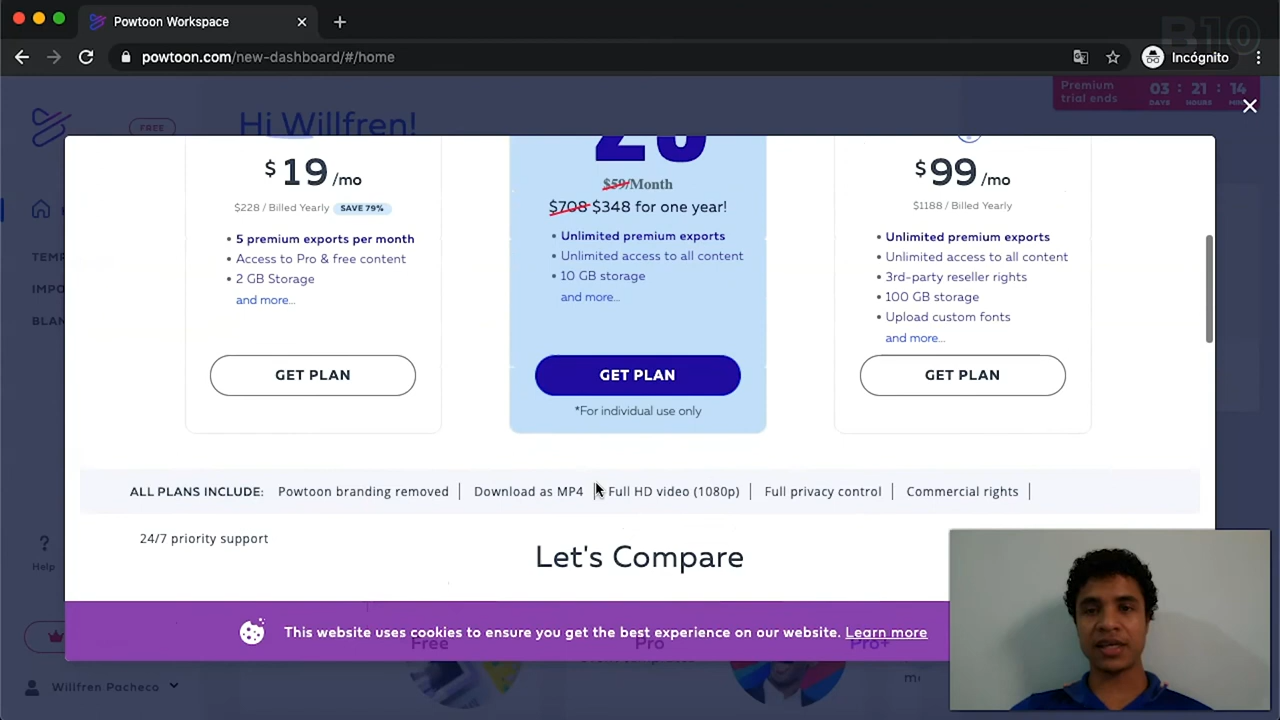 Powtoon Workspace
B10
powtoon.com/new-dashboard/#/home
Incógnito
Premium
trial ends
03 : 21 : 14
DAYS
HOURS
FREE
Hi Willfren!
$19/mo
$228 / Billed Yearly SAVE 79%
• 5 premium exports per month
• Access to Pro & free content
• 2 GB Storage
and more...
GET PLAN
$59/Month
$708 $348 for one year!
• Unlimited premium exports
• Unlimited access to all content
• 10 GB storage
and more...
GET PLAN
*For individual use only
$99/mo
$1188 / Billed Yearly
• Unlimited premium exports
• Unlimited access to all content
• 3rd-party reseller rights
• 100 GB storage
• Upload custom fonts
and more...
GET PLAN
ALL PLANS INCLUDE: Powtoon branding removed | Download as MP4 | Full HD video (1080p) | Full privacy control | Commercial rights |
24/7 priority support
Let's Compare
This website uses cookies to ensure you get the best experience on our website. Learn more
Free
Pro
Pro+
Help
Willfren Pacheco